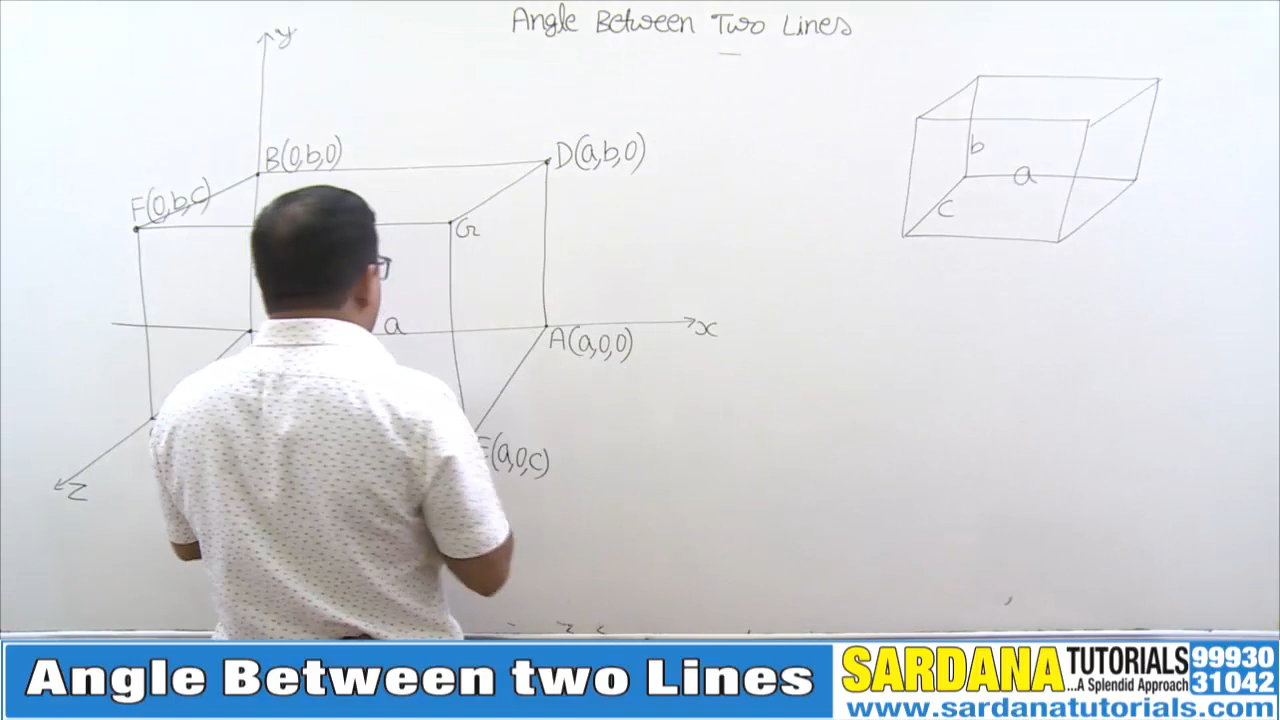 Angle Between Two Lines
y
B(0,b,0)
D(a,b,0)
F(0,b,c)
G
b
a
c
a
x
A(a,0,0)
E(a,0,c)
z
Angle Between two Lines
SARDANA TUTORIALS
...A Splendid Approach
99930
31042
www.sardanatutorials.com